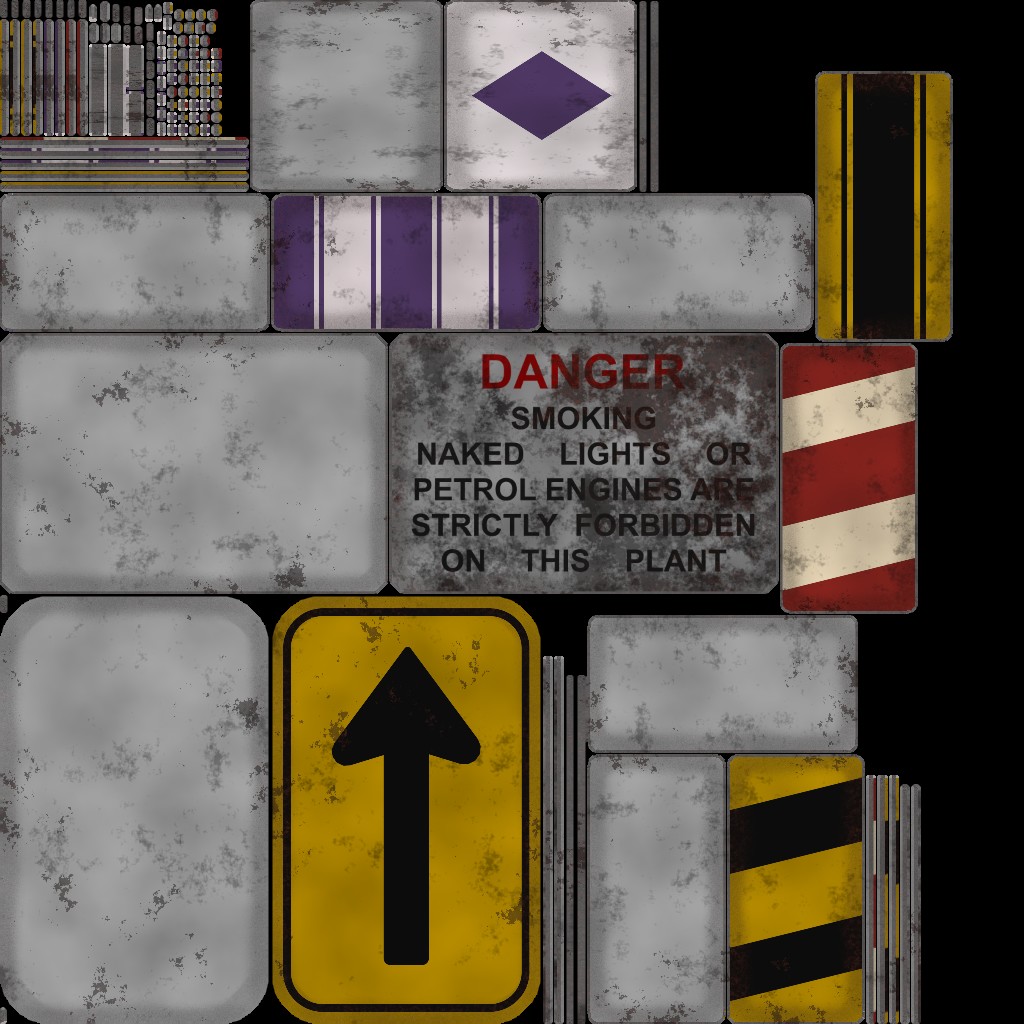 DANGER
SMOKING
NAKED LIGHTS OR
PETROL ENGINES ARE
STRICTLY FORBIDDEN
ON THIS PLANT